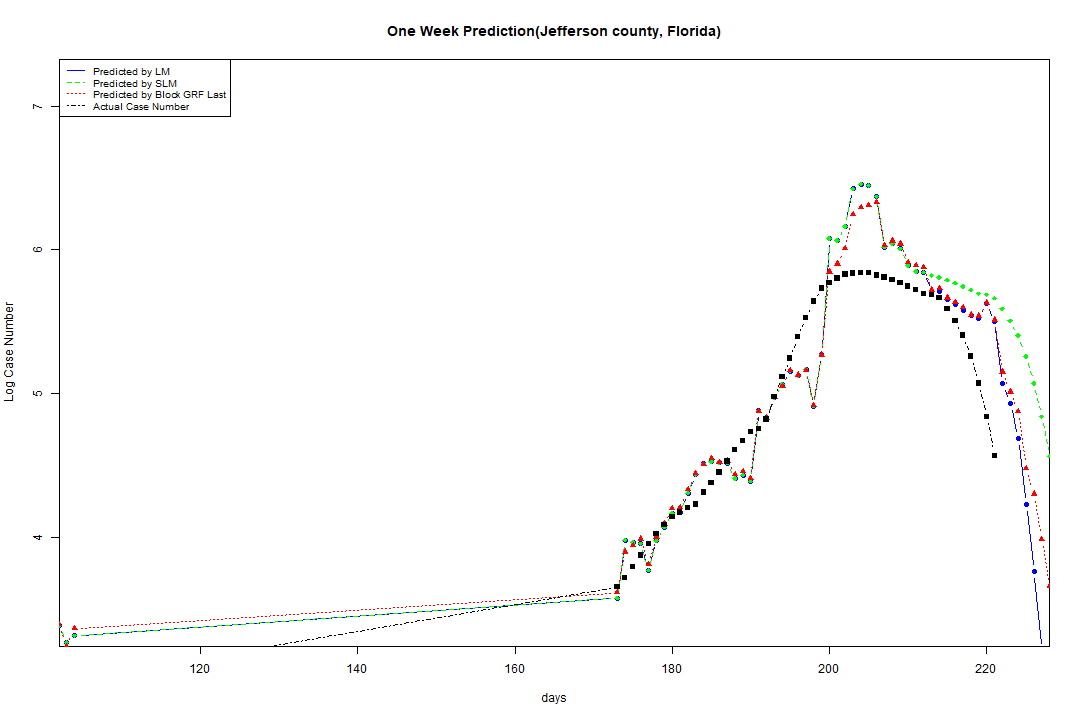 One Week Prediction(Jefferson county, Florida)
Predicted by LM
Predicted by SLM
Predicted by Block GRF Last
Actual Case Number
7
6
5
4
Log Case Number
120 140 160 180 200 220
days